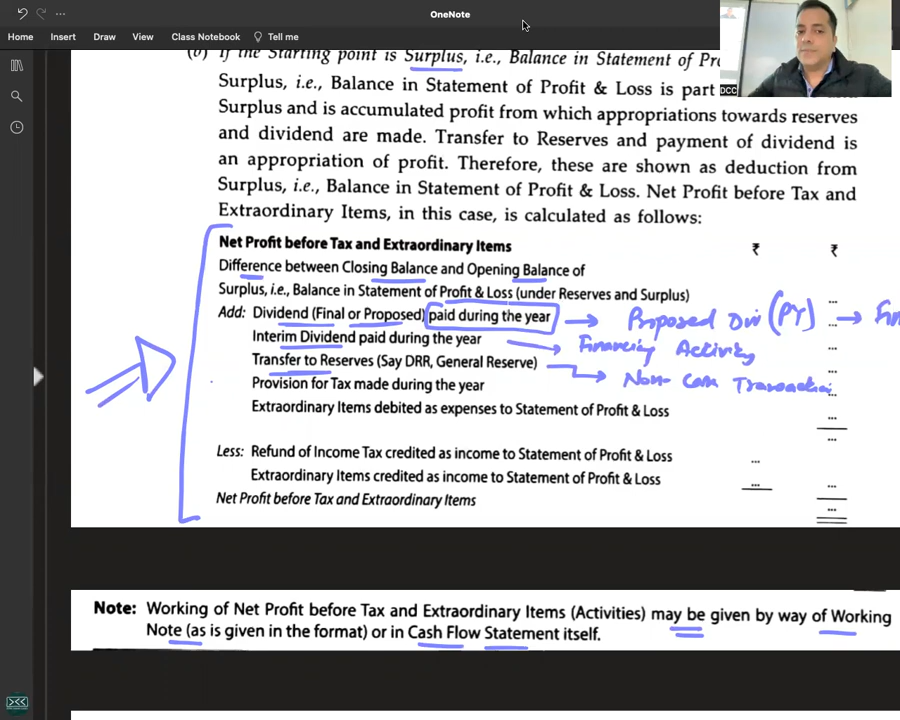 OneNote
Home Insert Draw View Class Notebook Tell me
DCC
If the Starting point is Surplus, i.e., Balance in Statement of
Surplus, i.e., Balance in Statement of Profit & Loss is part
Surplus and is accumulated profit from which appropriations towards reserves
and dividend are made. Transfer to Reserves and payment of dividend is
an appropriation of profit. Therefore, these are shown as deduction from
Surplus, i.e., Balance in Statement of Profit & Loss. Net Profit before Tax and
Extraordinary Items, in this case, is calculated as follows:
Net Profit before Tax and Extraordinary Items ₹ ₹
Difference between Closing Balance and Opening Balance of
Surplus, i.e., Balance in Statement of Profit & Loss (under Reserves and Surplus) ...
Add: Dividend (Final or Proposed) paid during the year ... Proposed Div (PY)
Interim Dividend paid during the year ... Financing Activity
Transfer to Reserves (Say DRR, General Reserve) ... Non-Cash Transaction
Provision for Tax made during the year ...
Extraordinary Items debited as expenses to Statement of Profit & Loss ...
...
Less: Refund of Income Tax credited as income to Statement of Profit & Loss ...
Extraordinary Items credited as income to Statement of Profit & Loss ... ...
Net Profit before Tax and Extraordinary Items ...
Note: Working of Net Profit before Tax and Extraordinary Items (Activities) may be given by way of Working
Note (as is given in the format) or in Cash Flow Statement itself.